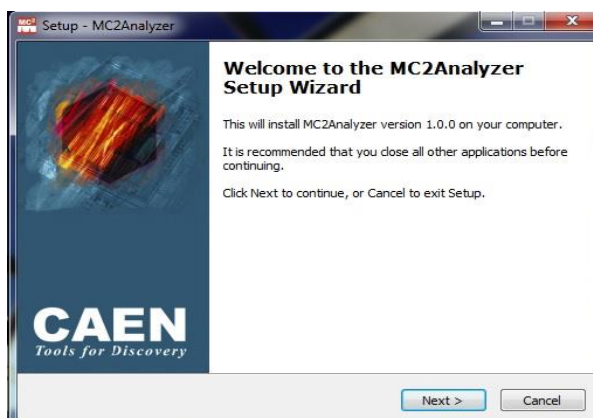 MC²
Setup - MC2Analyzer
Welcome to the MC2Analyzer
Setup Wizard
This will install MC2Analyzer version 1.0.0 on your computer.
It is recommended that you close all other applications before
continuing.
Click Next to continue, or Cancel to exit Setup.
CAEN
Tools for Discovery
Next >
Cancel